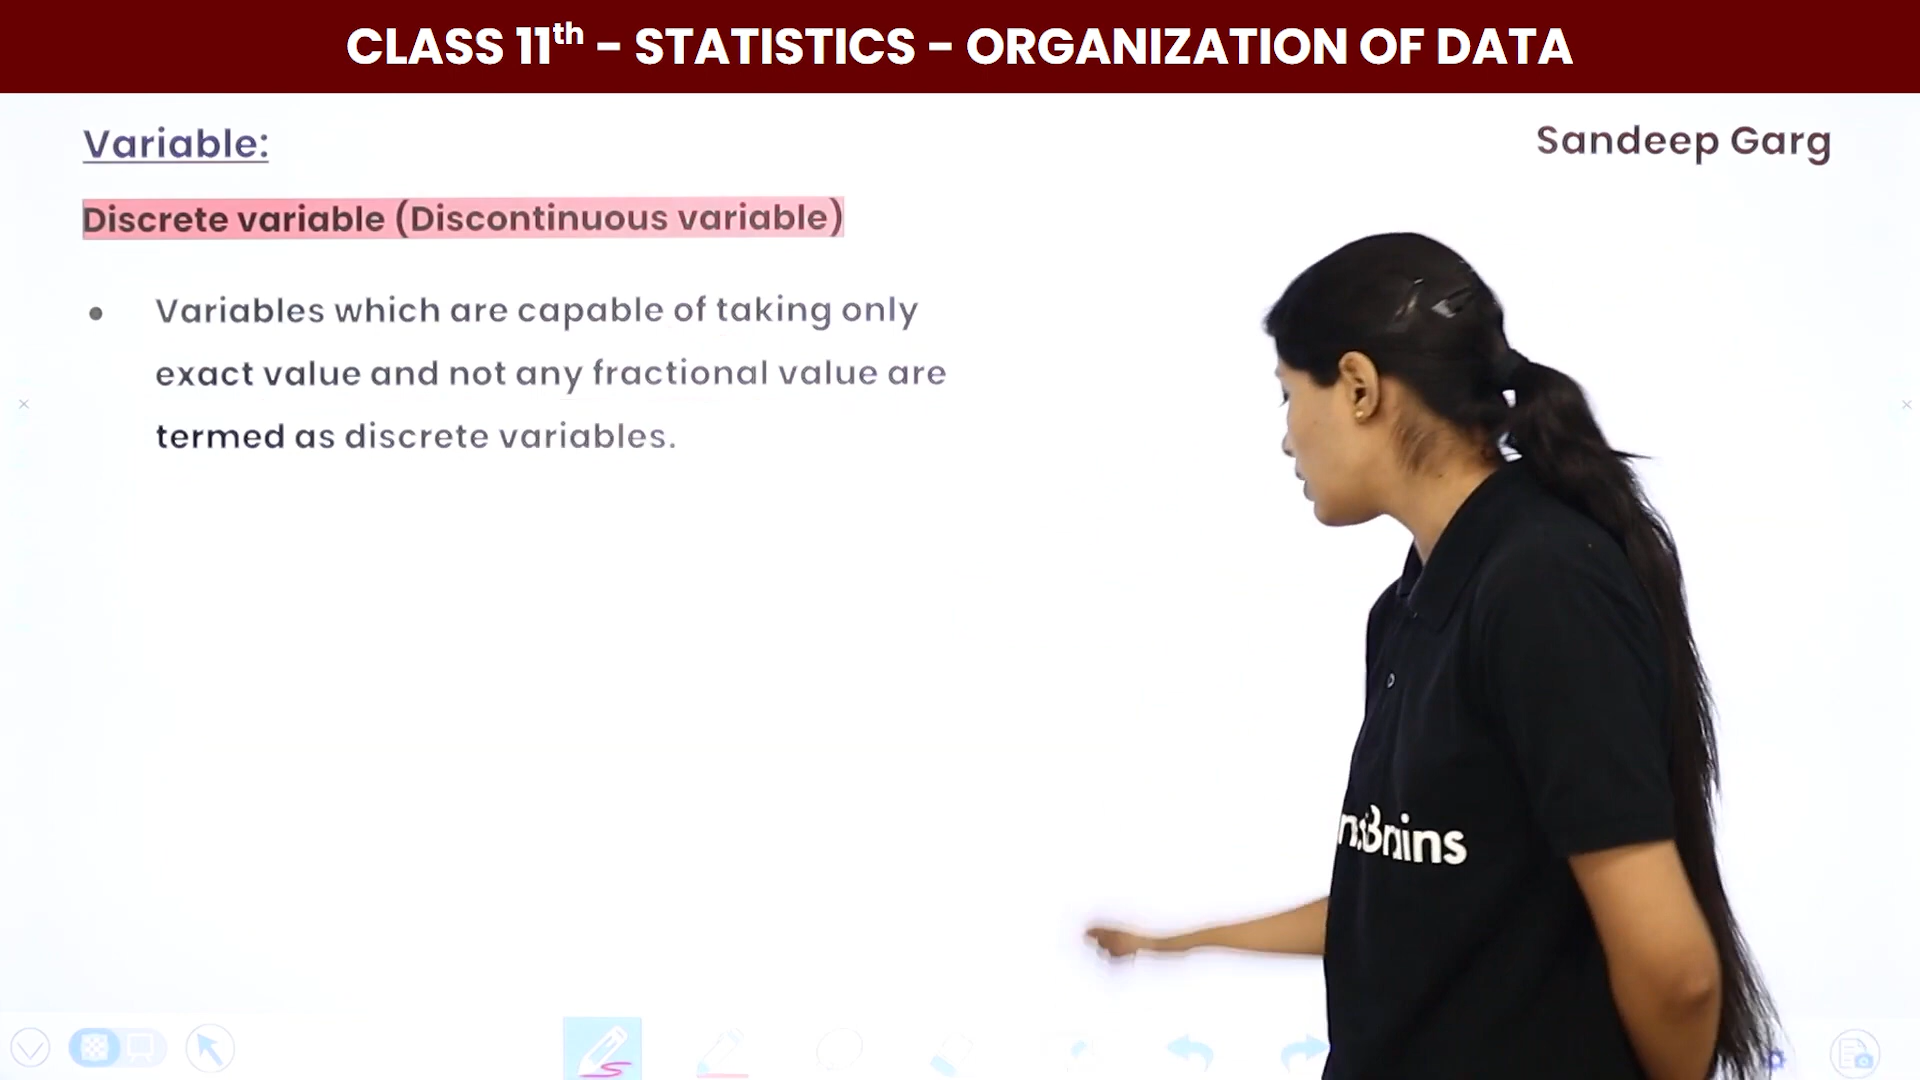 CLASS 11th - STATISTICS - ORGANIZATION OF DATA
Variable:
Sandeep Garg
Discrete variable (Discontinuous variable)
• Variables which are capable of taking only
exact value and not any fractional value are
termed as discrete variables.
Brains